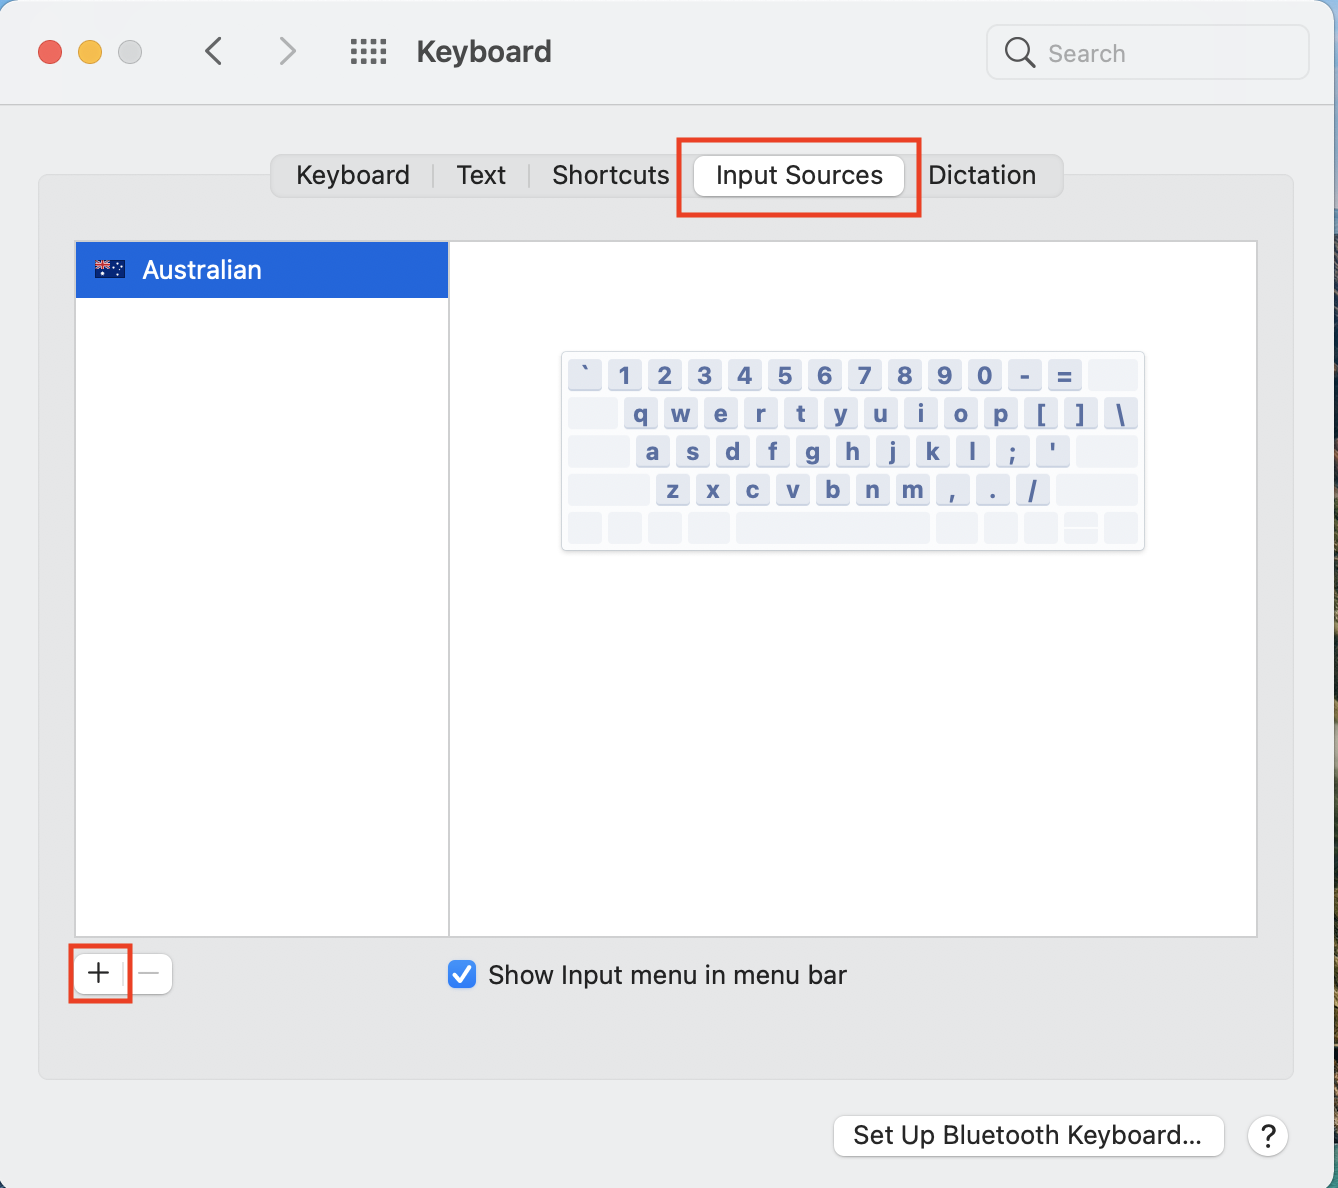 Keyboard
Search
Keyboard Text Shortcuts Input Sources Dictation
Australian
` 1 2 3 4 5 6 7 8 9 0 - =
q w e r t y u i o p [ ] \
a s d f g h j k l ; '
z x c v b n m , . /
+ −
Show Input menu in menu bar
Set Up Bluetooth Keyboard... ?